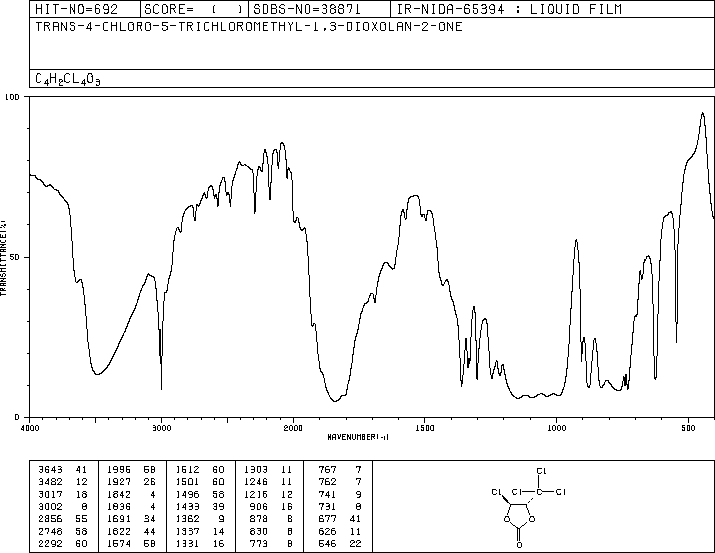 HIT-NO=692 SCORE= ( ) SDBS-NO=38871 IR-NIDA-65394 : LIQUID FILM
TRANS-4-CHLORO-5-TRICHLOROMETHYL-1,3-DIOXOLAN-2-ONE
C4H2CL4O3
100
50
0
TRANSMITTANCE(%)
4000 3000 2000 1500 1000 500
WAVENUMBER(-1)
3643 41 1996 58 1612 60 1303 11 767 7
3482 12 1927 26 1501 60 1246 11 762 7
3017 18 1842 4 1496 58 1216 12 741 9
3002 8 1836 4 1433 39 906 16 731 8
2856 55 1691 34 1362 9 878 8 677 41
2748 58 1622 44 1337 14 830 8 626 11
2292 60 1574 58 1331 16 773 8 546 22
Cl
Cl Cl Cl
O O
O